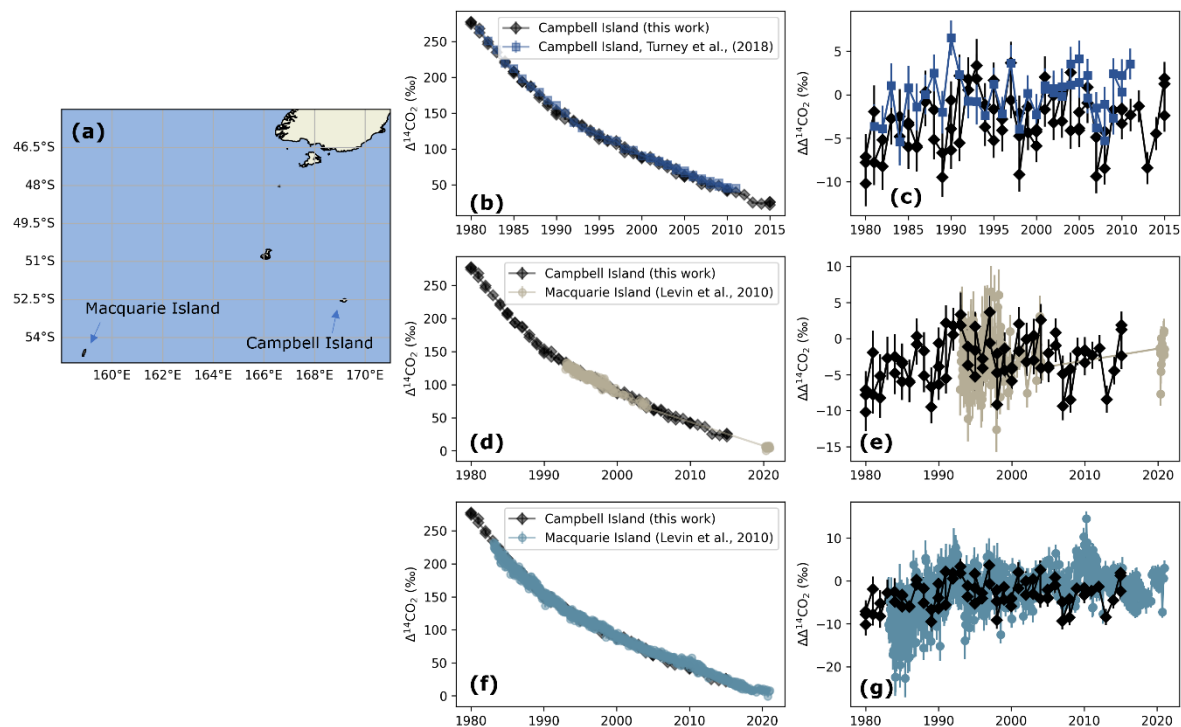 (a)
46.5°S
48°S
49.5°S
51°S
52.5°S
54°S
Macquarie Island
Campbell Island
160°E 162°E 164°E 166°E 168°E 170°E
Δ¹⁴CO₂ (‰)
250
200
150
100
50
Campbell Island (this work)
Campbell Island, Turney et al., (2018)
(b)
1980 1985 1990 1995 2000 2005 2010 2015
ΔΔ¹⁴CO₂ (‰)
5
0
−5
−10
(c)
1980 1985 1990 1995 2000 2005 2010 2015
Δ¹⁴CO₂ (‰)
250
200
150
100
50
0
Campbell Island (this work)
Macquarie Island (Levin et al., 2010)
(d)
1980 1990 2000 2010 2020
ΔΔ¹⁴CO₂ (‰)
10
5
0
−5
−10
−15
(e)
1980 1990 2000 2010 2020
Δ¹⁴CO₂ (‰)
250
200
150
100
50
0
Campbell Island (this work)
Macquarie Island (Levin et al., 2010)
(f)
1980 1990 2000 2010 2020
ΔΔ¹⁴CO₂ (‰)
10
0
−10
−20
(g)
1980 1990 2000 2010 2020